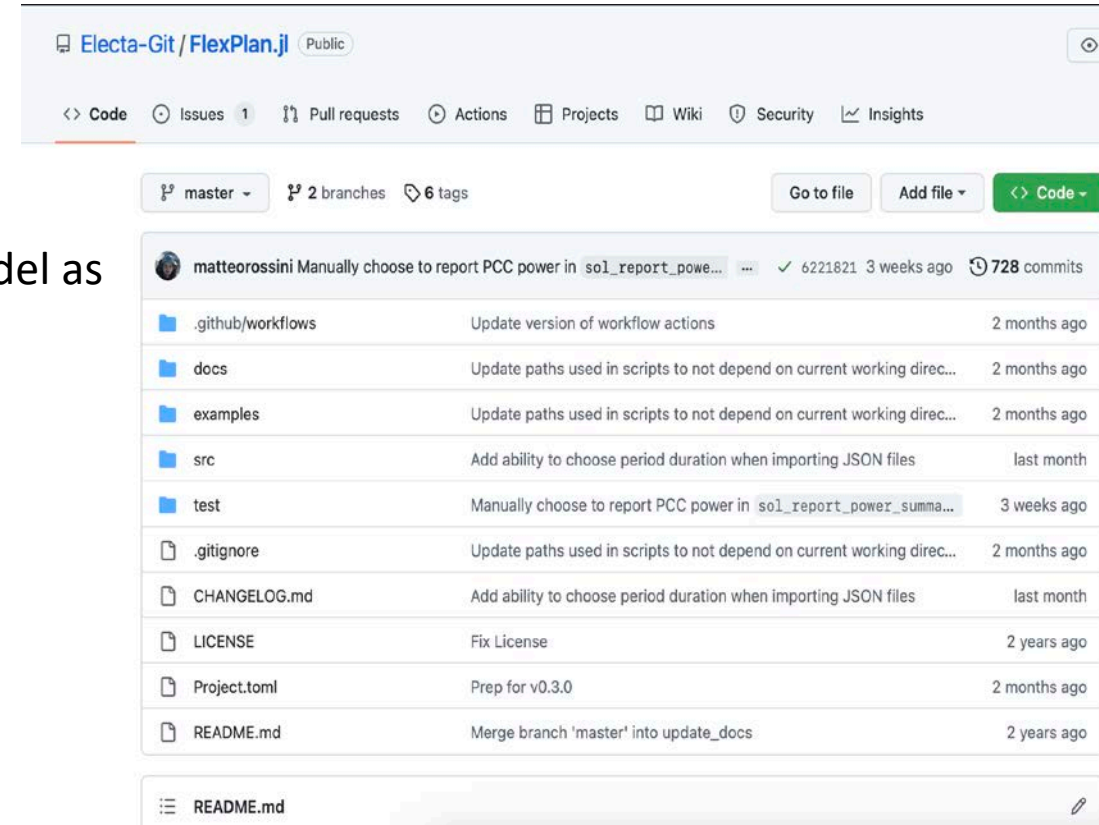 Electa-Git / FlexPlan.jl Public
<> Code Issues 1 Pull requests Actions Projects Wiki Security Insights
master 2 branches 6 tags Go to file Add file <> Code
del as
matteorossini Manually choose to report PCC power in sol_report_powe... ... 6221821 3 weeks ago 728 commits
.github/workflows Update version of workflow actions 2 months ago
docs Update paths used in scripts to not depend on current working direc... 2 months ago
examples Update paths used in scripts to not depend on current working direc... 2 months ago
src Add ability to choose period duration when importing JSON files last month
test Manually choose to report PCC power in sol_report_power_summa... 3 weeks ago
.gitignore Update paths used in scripts to not depend on current working direc... 2 months ago
CHANGELOG.md Add ability to choose period duration when importing JSON files last month
LICENSE Fix License 2 years ago
Project.toml Prep for v0.3.0 2 months ago
README.md Merge branch 'master' into update_docs 2 years ago
README.md